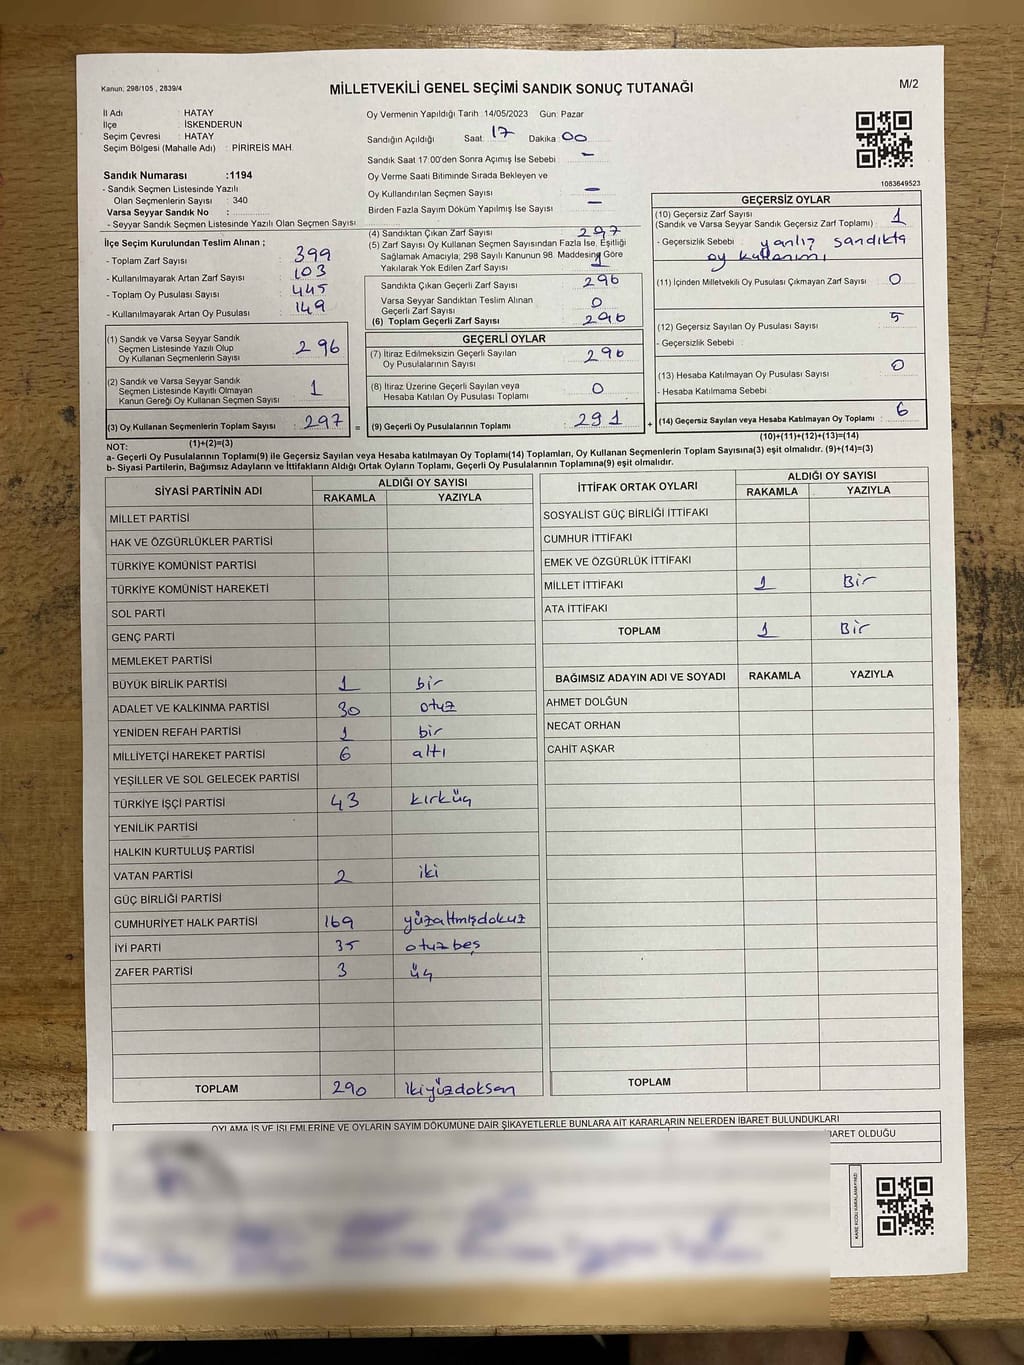 Kanun; 298/105 , 2839/4
MİLLETVEKİLİ GENEL SEÇİMİ SANDIK SONUÇ TUTANAĞI
M/2
İl Adı : HATAY
İlçe : İSKENDERUN
Seçim Çevresi : HATAY
Seçim Bölgesi (Mahalle Adı) : PİRİREİS MAH.
Sandık Numarası :1194
- Sandık Seçmen Listesinde Yazılı
Olan Seçmenlerin Sayısı : 340
Varsa Seyyar Sandık No :
- Seyyar Sandık Seçmen Listesinde Yazılı Olan Seçmen Sayısı :
Oy Vermenin Yapıldığı Tarih :14/05/2023 Gün: Pazar
Sandığın Açıldığı Saat: 17 Dakika: 00
Sandık Saat 17:00'den Sonra Açımış İse Sebebi : -
Oy Verme Saati Bitiminde Sırada Bekleyen ve
Oy Kullandırılan Seçmen Sayısı : -
Birden Fazla Sayım Döküm Yapılmış İse Sayısı : -
1083649523
İlçe Seçim Kurulundan Teslim Alınan ;
- Toplam Zarf Sayısı : 399
- Kullanılmayarak Artan Zarf Sayısı : 103
- Toplam Oy Pusulası Sayısı : 445
- Kullanılmayarak Artan Oy Pusulası : 149
(4) Sandıktan Çıkan Zarf Sayısı : 297
(5) Zarf Sayısı Oy Kullanan Seçmen Sayısından Fazla İse, Eşitliği
Sağlamak Amacıyla, 298 Sayılı Kanunun 98. Maddesine Göre
Yakılarak Yok Edilen Zarf Sayısı : 1
Sandıkta Çıkan Geçerli Zarf Sayısı : 296
Varsa Seyyar Sandıktan Teslim Alınan
Geçerli Zarf Sayısı : 0
(6) Toplam Geçerli Zarf Sayısı : 296
GEÇERSİZ OYLAR
(10) Geçersiz Zarf Sayısı
(Sandık ve Varsa Seyyar Sandık Geçersiz Zarf Toplamı) : 1
- Geçersizlik Sebebi : yanlış sandıkta
oy kullanımı
(11) İçinden Milletvekili Oy Pusulası Çıkmayan Zarf Sayısı : 0
(12) Geçersiz Sayılan Oy Pusulası Sayısı : 5
- Geçersizlik Sebebi :
(13) Hesaba Katılmayan Oy Pusulası Sayısı : 0
- Hesaba Katılmama Sebebi :
(14) Geçersiz Sayılan veya Hesaba Katılmayan Oy Toplamı : 6
(10)+(11)+(12)+(13)=(14)
(1) Sandık ve Varsa Seyyar Sandık
Seçmen Listesinde Yazılı Olup
Oy Kullanan Seçmenlerin Sayısı : 296
(2) Sandık ve Varsa Seyyar Sandık
Seçmen Listesinde Kayıtlı Olmayan
Kanun Gereği Oy Kullanan Seçmen Sayısı : 1
(3) Oy Kullanan Seçmenlerin Toplam Sayısı : 297 =
GEÇERLİ OYLAR
(7) İtiraz Edilmeksizin Geçerli Sayılan
Oy Pusulalarının Sayısı : 296
(8) İtiraz Üzerine Geçerli Sayılan veya
Hesaba Katılan Oy Pusulası Toplamı : 0
(9) Geçerli Oy Pusulalarının Toplamı : 291 +
NOT: (1)+(2)=(3)
a- Geçerli Oy Pusulalarının Toplamı(9) ile Geçersiz Sayılan veya Hesaba katılmayan Oy Toplamı(14) Toplamları, Oy Kullanan Seçmenlerin Toplam Sayısına(3) eşit olmalıdır. (9)+(14)=(3)
b- Siyasi Partilerin, Bağımsız Adayların ve İttifakların Aldığı Ortak Oyların Toplamı, Geçerli Oy Pusulalarının Toplamına(9) eşit olmalıdır.
SİYASİ PARTİNİN ADI ALDIĞI OY SAYISI
RAKAMLA YAZIYLA
MİLLET PARTİSİ
HAK VE ÖZGÜRLÜKLER PARTİSİ
TÜRKİYE KOMÜNİST PARTİSİ
TÜRKİYE KOMÜNİST HAREKETİ
SOL PARTİ
GENÇ PARTİ
MEMLEKET PARTİSİ
BÜYÜK BİRLİK PARTİSİ 1 bir
ADALET VE KALKINMA PARTİSİ 30 otuz
YENİDEN REFAH PARTİSİ 1 bir
MİLLİYETÇİ HAREKET PARTİSİ 6 altı
YEŞİLLER VE SOL GELECEK PARTİSİ
TÜRKİYE İŞÇİ PARTİSİ 43 kırküç
YENİLİK PARTİSİ
HALKIN KURTULUŞ PARTİSİ
VATAN PARTİSİ 2 iki
GÜÇ BİRLİĞİ PARTİSİ
CUMHURİYET HALK PARTİSİ 169 yüzaltmışdokuz
İYİ PARTİ 35 otuzbeş
ZAFER PARTİSİ 3 üç
TOPLAM 290 ikiyüzdoksan
İTTİFAK ORTAK OYLARI ALDIĞI OY SAYISI
RAKAMLA YAZIYLA
SOSYALİST GÜÇ BİRLİĞİ İTTİFAKI
CUMHUR İTTİFAKI
EMEK VE ÖZGÜRLÜK İTTİFAKI
MİLLET İTTİFAKI 1 Bir
ATA İTTİFAKI
TOPLAM 1 Bir
BAĞIMSIZ ADAYIN ADI VE SOYADI RAKAMLA YAZIYLA
AHMET DOLĞUN
NECAT ORHAN
CAHİT AŞKAR
TOPLAM
OYLAMA İŞ VE İŞLEMLERİNE VE OYLARIN SAYIM DÖKÜMÜNE DAİR ŞİKAYETLERLE BUNLARA AİT KARARLARIN NELERDEN İBARET BULUNDUKLARI
İBARET OLDUĞU
KARE KODU KARALAMAYINIZ!